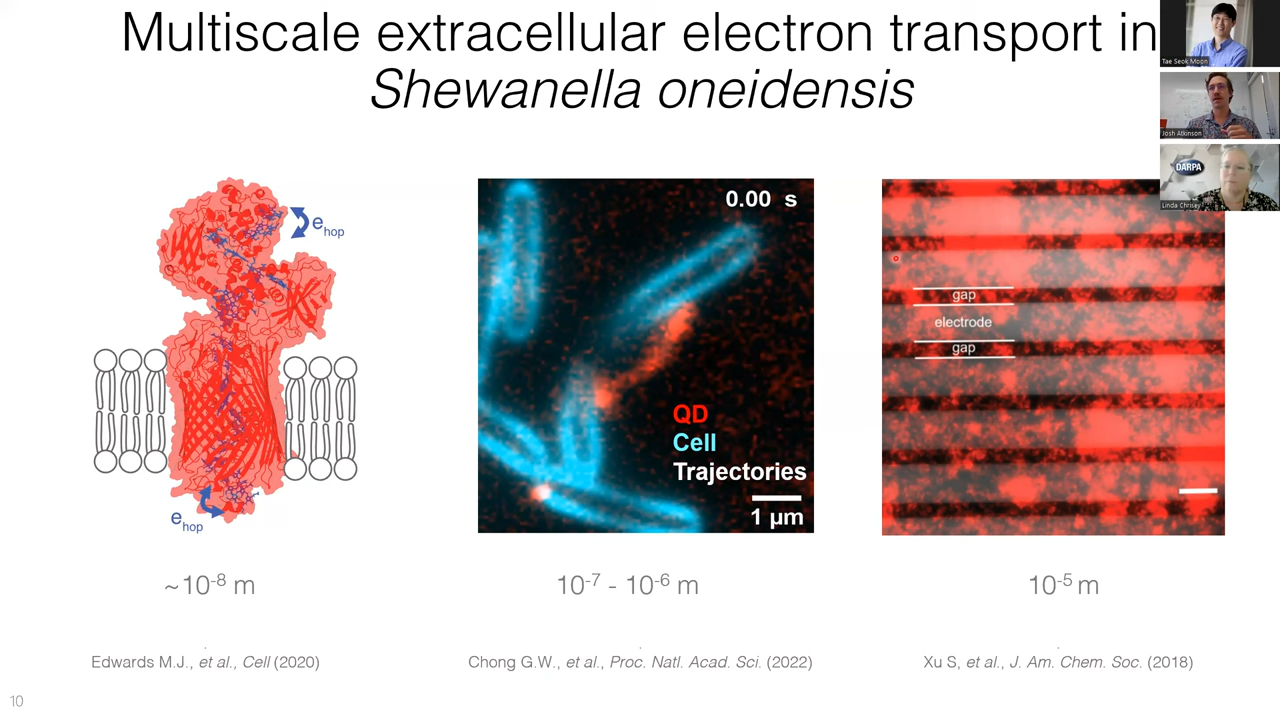 Multiscale extracellular electron transport in
Shewanella oneidensis
Tae Seok Moon
Josh Atkinson
DARPA
Linda Chrisey
e hop
e hop
0.00 s
QD
Cell
Trajectories
1 µm
gap
electrode
gap
~10-8 m
10-7 - 10-6 m
10-5 m
Edwards M.J., et al., Cell (2020)
Chong G.W., et al., Proc. Natl. Acad. Sci. (2022)
Xu S, et al., J. Am. Chem. Soc. (2018)
10